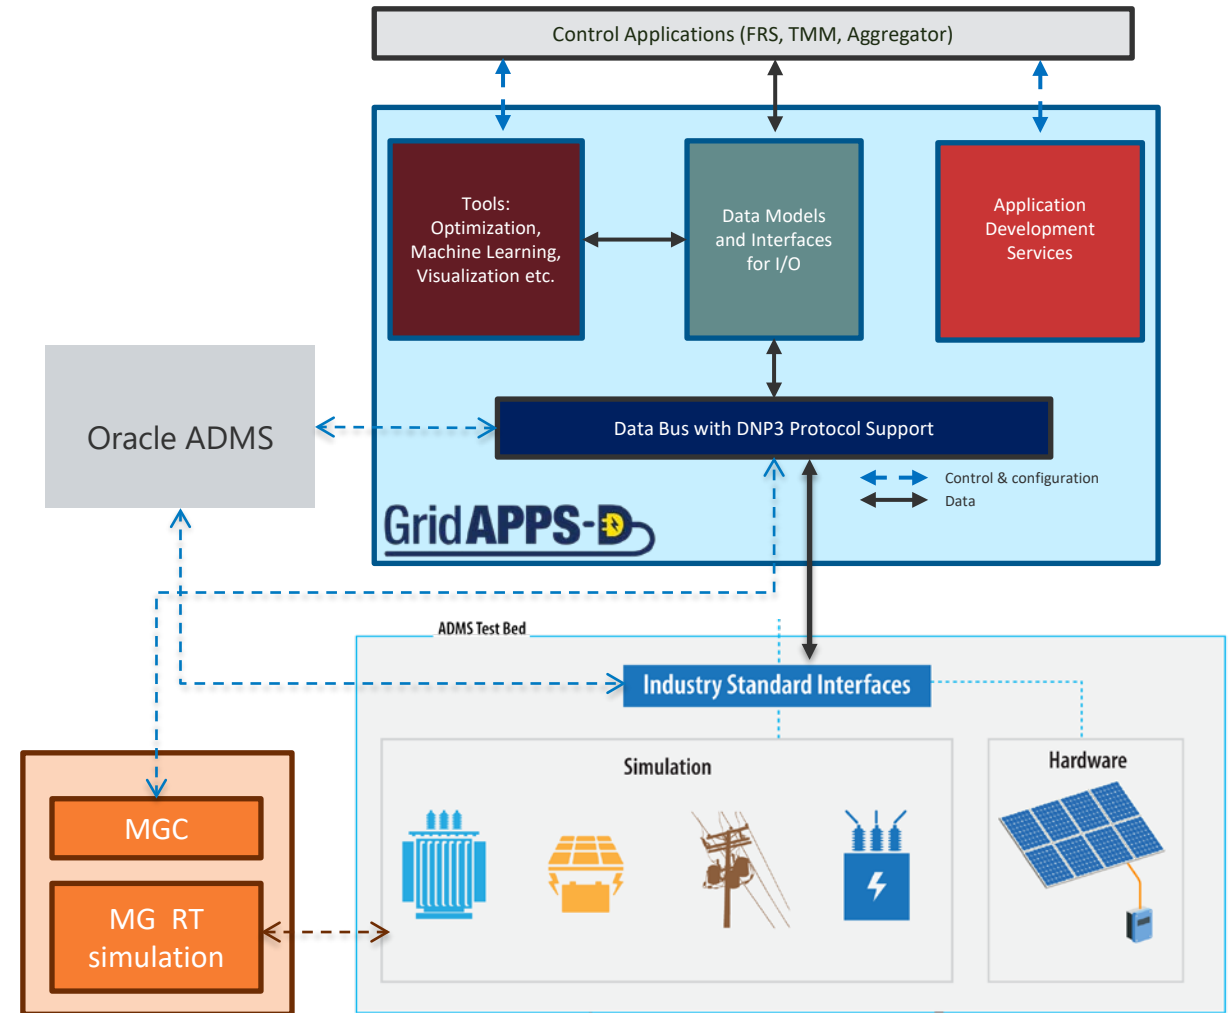 Control Applications (FRS, TMM, Aggregator)
Tools:
Optimization,
Machine Learning,
Visualization etc.
Data Models
and Interfaces
for I/O
Application
Development
Services
Oracle ADMS
Data Bus with DNP3 Protocol Support
Control & configuration
Data
GridAPPS-D
ADMS Test Bed
Industry Standard Interfaces
Simulation
Hardware
MGC
MG RT
simulation